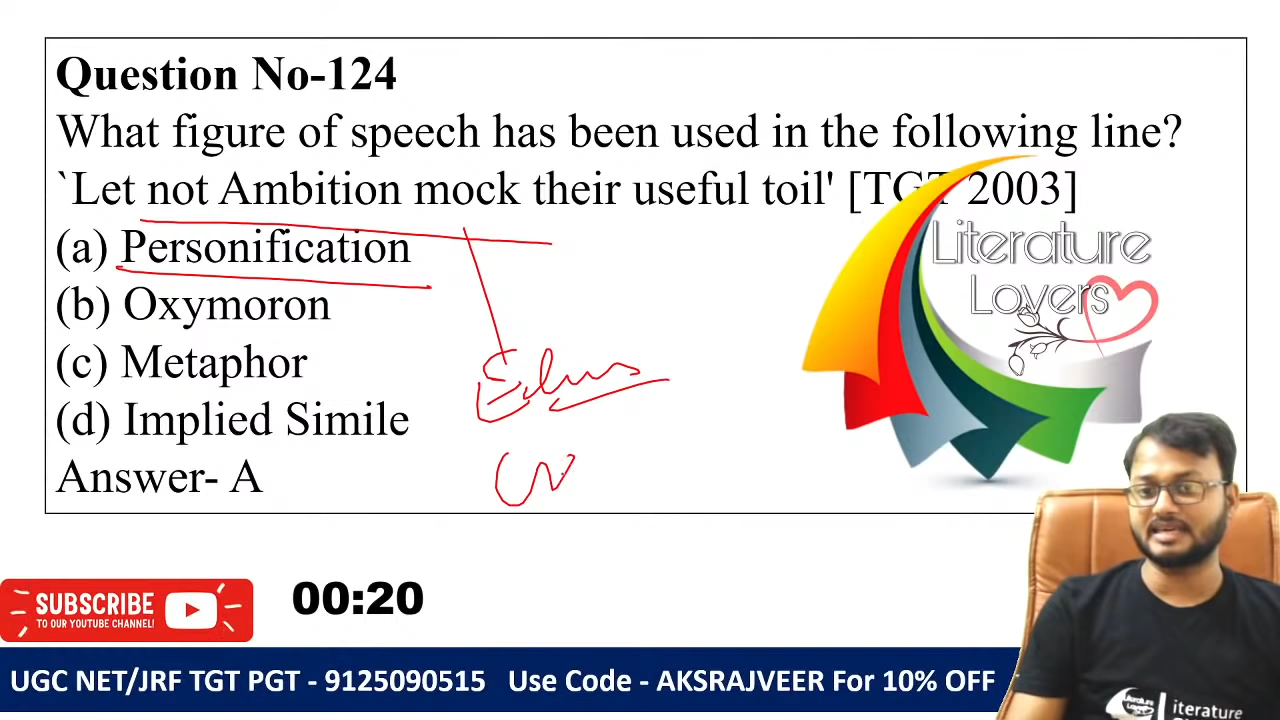 Question No-124
What figure of speech has been used in the following line?
`Let not Ambition mock their useful toil' [TGT 2003]
(a) Personification
(b) Oxymoron
(c) Metaphor
(d) Implied Simile
Answer- A
Literature
Lovers
SUBSCRIBE
TO OUR YOUTUBE CHANNEL!
00:20
UGC NET/JRF TGT PGT - 9125090515 Use Code - AKSRAJVEER For 10% OFF
iterature